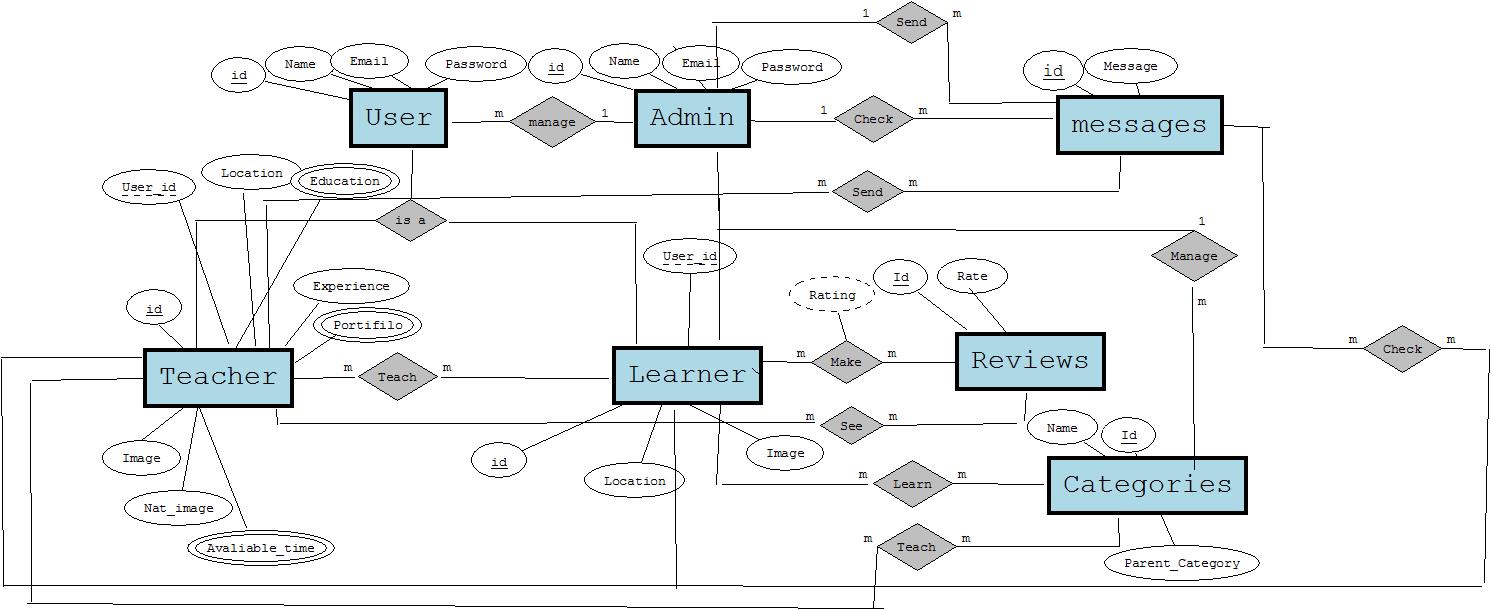 1
Send
m
id
Name
Email
Password
id
Name
Email
Password
id
Message
User
m
manage
1
Admin
1
Check
m
messages
User_id
Location
Education
m
Send
m
is a
1
Manage
m
User_id
id
Experience
Portifilo
Rating
Id
Rate
Teacher
m
Teach
m
Learner
m
Make
m
Reviews
m
Check
m
m
See
m
Image
Nat_image
Avaliable_time
id
Location
Image
Name
Id
m
Learn
m
Categories
m
Teach
m
Parent_Category